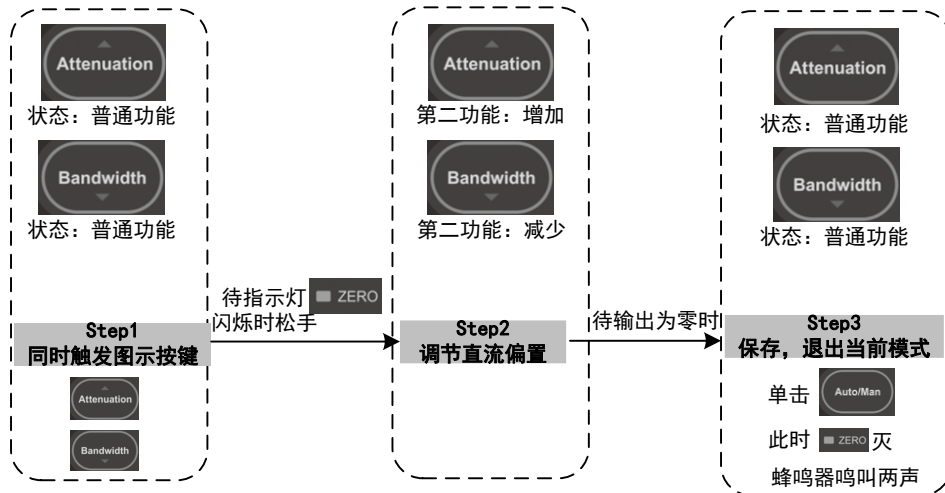 Attenuation
状态：普通功能
Bandwidth
状态：普通功能
Step1
同时触发图示按键
Attenuation
Bandwidth
待指示灯 ZERO
闪烁时松手
Attenuation
第二功能：增加
Bandwidth
第二功能：减少
Step2
调节直流偏置
待输出为零时
Attenuation
状态：普通功能
Bandwidth
状态：普通功能
Step3
保存，退出当前模式
单击 Auto/Man
此时 ZERO 灭
蜂鸣器鸣叫两声